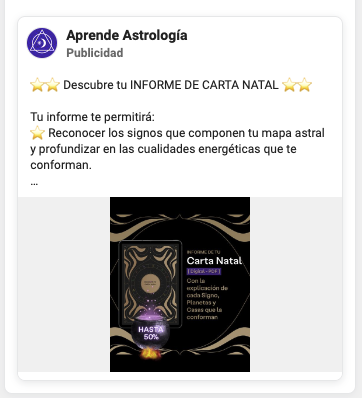 Aprende Astrología
Publicidad
⭐⭐ Descubre tu INFORME DE CARTA NATAL ⭐⭐
Tu informe te permitirá:
⭐ Reconocer los signos que componen tu mapa astral
y profundizar en las cualidades energéticas que te
conforman.
...
INFORME DE TU
Carta Natal
[ Digital - PDF ]
Con la
explicación de
cada Signo,
Planetas y
Casas que la
conforman
HASTA
50%